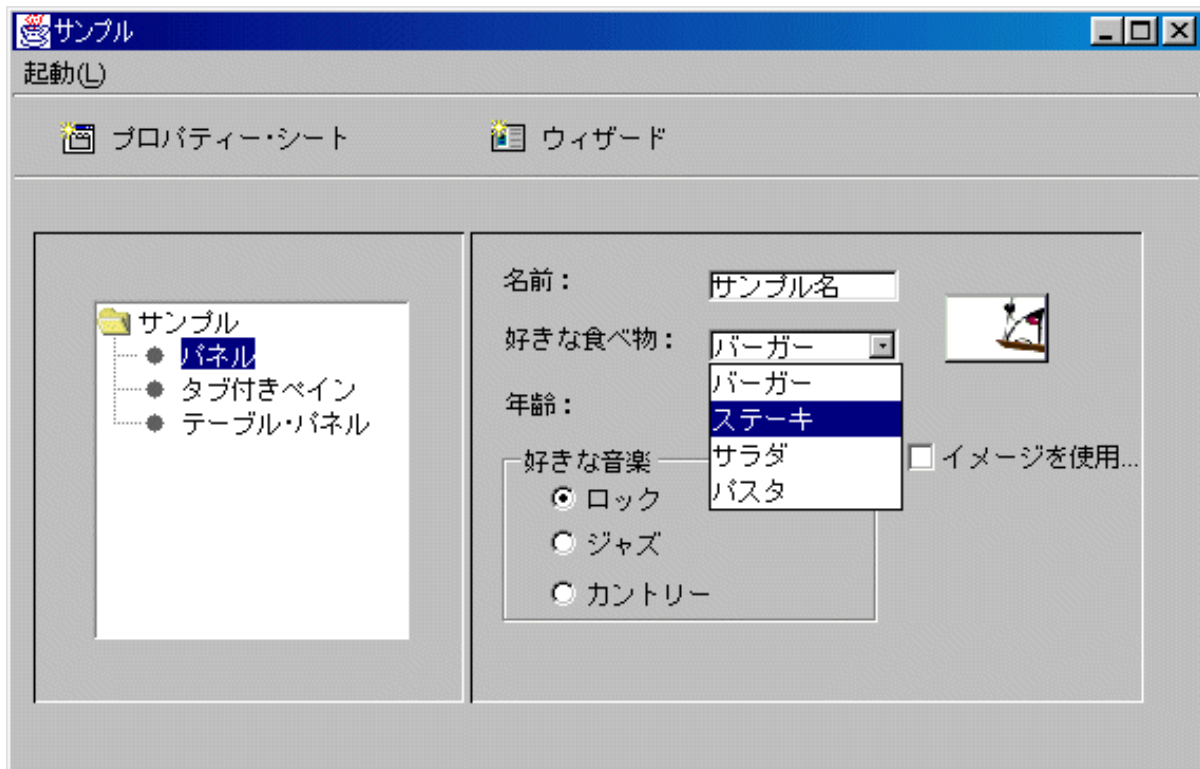 サンプル
起動(L)
プロパティー・シート ウィザード
サンプル
パネル
タブ付きペイン
テーブル・パネル
名前：
サンプル名
好きな食べ物：
バーガー
バーガー
ステーキ
サラダ
パスタ
年齢：
イメージを使用...
好きな音楽
ロック
ジャズ
カントリー